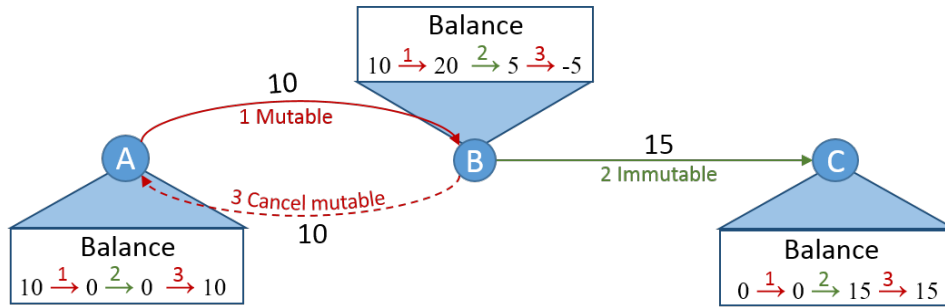 Balance
10 1→ 20 2→ 5 3→ -5
10
1 Mutable
A
B
C
15
2 Immutable
3 Cancel mutable
10
Balance
10 1→ 0 2→ 0 3→ 10
Balance
0 1→ 0 2→ 15 3→ 15